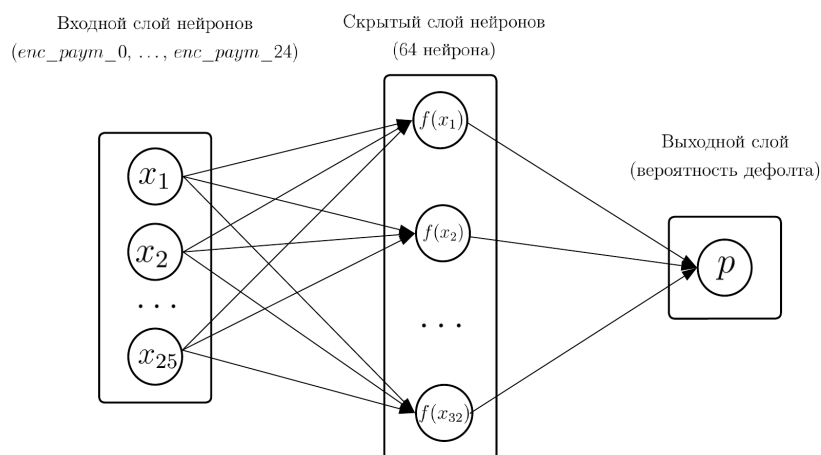 Входной слой нейронов
(enc_paym_0, ..., enc_paym_24)
Скрытый слой нейронов
(64 нейрона)
Выходной слой
(вероятность дефолта)
x₁
x₂
...
x₂₅
f(x₁)
f(x₂)
...
f(x₃₂)
p